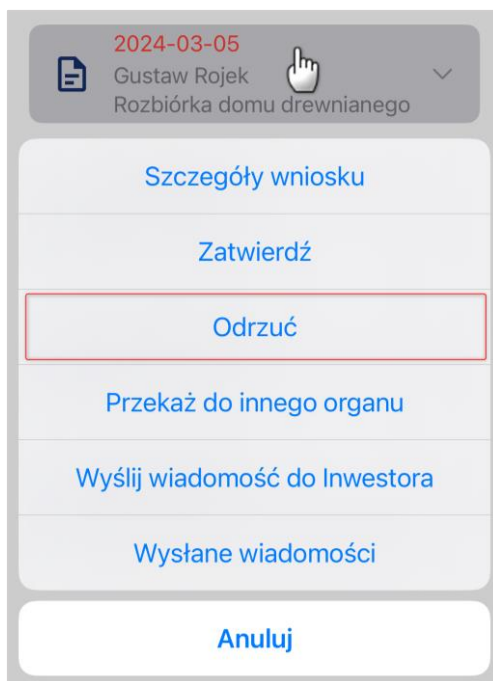 2024-03-05
Gustaw Rojek
Rozbiórka domu drewnianego
Szczegóły wniosku
Zatwierdź
Odrzuć
Przekaż do innego organu
Wyślij wiadomość do Inwestora
Wysłane wiadomości
Anuluj